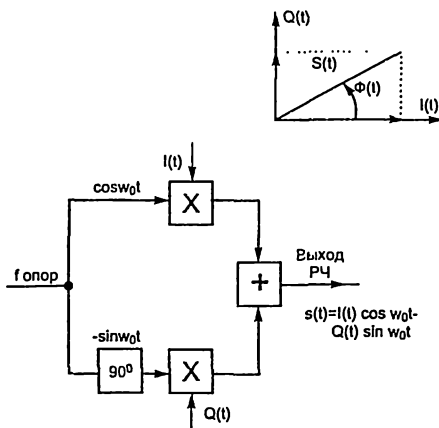 Q(t)
S(t)
Φ(t)
I(t)
I(t)
cosw₀t
X
f опор
+
Выход
РЧ
s(t)=I(t) cos w₀t-
Q(t) sin w₀t
-sinw₀t
90⁰
X
Q(t)